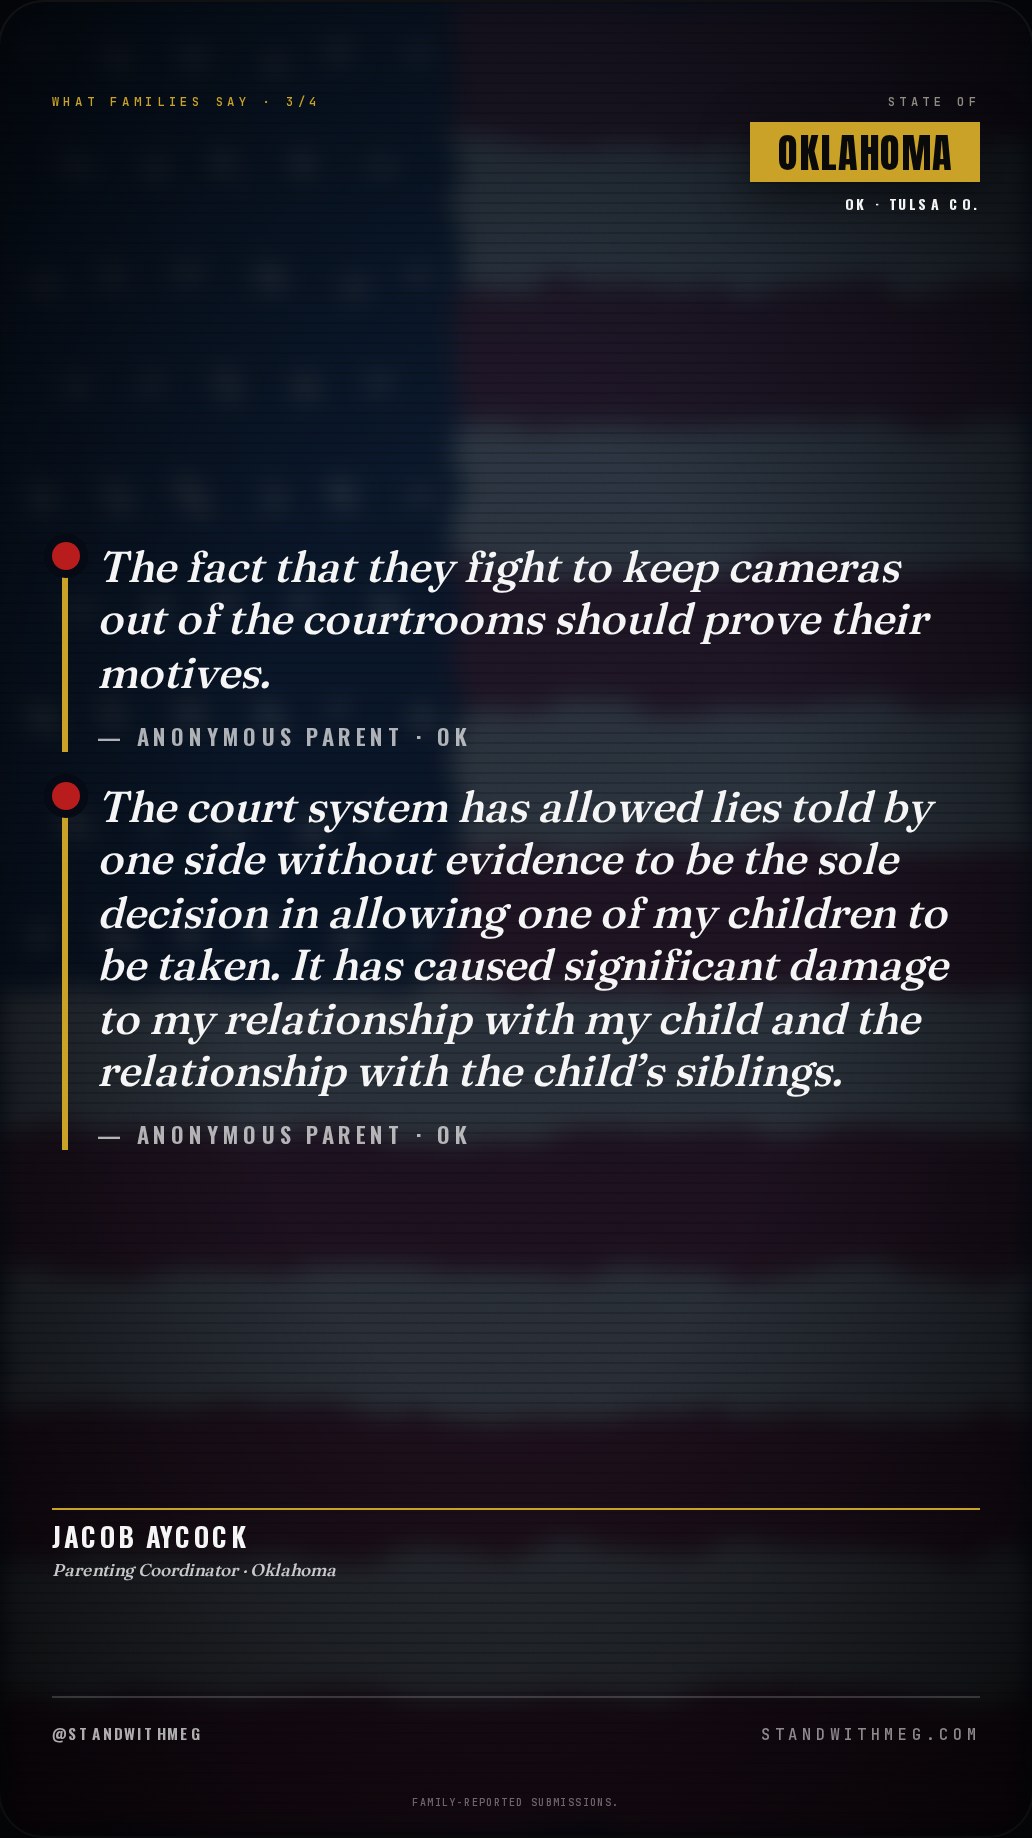 WHAT FAMILIES SAY · 3/4
STATE OF
OKLAHOMA
OK · TULSA CO.
The fact that they fight to keep cameras
out of the courtrooms should prove their
motives.
— ANONYMOUS PARENT · OK
The court system has allowed lies told by
one side without evidence to be the sole
decision in allowing one of my children to
be taken. It has caused significant damage
to my relationship with my child and the
relationship with the child’s siblings.
— ANONYMOUS PARENT · OK
JACOB AYCOCK
Parenting Coordinator · Oklahoma
@STANDWITHMEG
STANDWITHMEG.COM
FAMILY-REPORTED SUBMISSIONS.